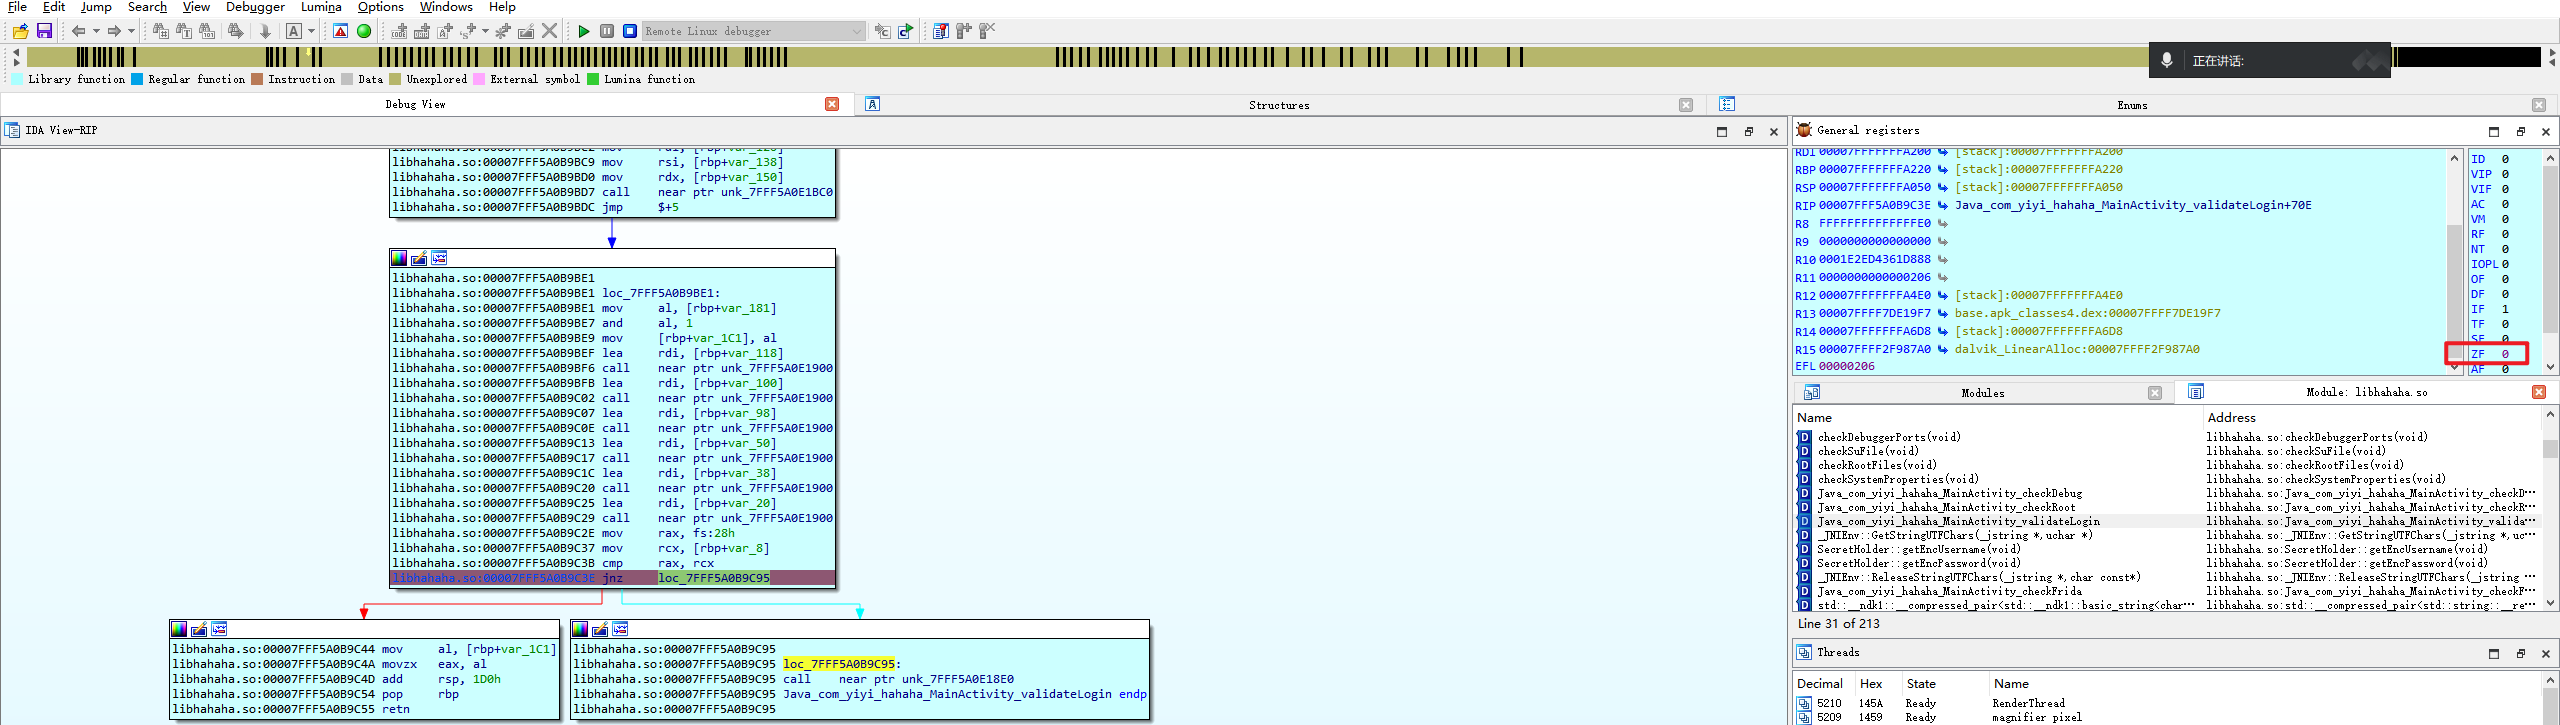 File Edit Jump Search View Debugger Lumina Options Windows Help
Remote Linux debugger
正在讲话:
Library function Regular function Instruction Data Unexplored External symbol Lumina function
Debug View Structures Enums
IDA View-RIP
libhahaha.so:00007FFF5A0B9BC9 mov rsi, [rbp+var_138]
libhahaha.so:00007FFF5A0B9BD0 mov rdx, [rbp+var_150]
libhahaha.so:00007FFF5A0B9BD7 call near ptr unk_7FFF5A0E1BC0
libhahaha.so:00007FFF5A0B9BDC jmp $+5
libhahaha.so:00007FFF5A0B9BE1
libhahaha.so:00007FFF5A0B9BE1 loc_7FFF5A0B9BE1:
libhahaha.so:00007FFF5A0B9BE1 mov al, [rbp+var_181]
libhahaha.so:00007FFF5A0B9BE7 and al, 1
libhahaha.so:00007FFF5A0B9BE9 mov [rbp+var_1C1], al
libhahaha.so:00007FFF5A0B9BEF lea rdi, [rbp+var_118]
libhahaha.so:00007FFF5A0B9BF6 call near ptr unk_7FFF5A0E1900
libhahaha.so:00007FFF5A0B9BFB lea rdi, [rbp+var_100]
libhahaha.so:00007FFF5A0B9C02 call near ptr unk_7FFF5A0E1900
libhahaha.so:00007FFF5A0B9C07 lea rdi, [rbp+var_98]
libhahaha.so:00007FFF5A0B9C0E call near ptr unk_7FFF5A0E1900
libhahaha.so:00007FFF5A0B9C13 lea rdi, [rbp+var_50]
libhahaha.so:00007FFF5A0B9C17 call near ptr unk_7FFF5A0E1900
libhahaha.so:00007FFF5A0B9C1C lea rdi, [rbp+var_38]
libhahaha.so:00007FFF5A0B9C20 call near ptr unk_7FFF5A0E1900
libhahaha.so:00007FFF5A0B9C25 lea rdi, [rbp+var_20]
libhahaha.so:00007FFF5A0B9C29 call near ptr unk_7FFF5A0E1900
libhahaha.so:00007FFF5A0B9C2E mov rax, fs:28h
libhahaha.so:00007FFF5A0B9C37 mov rcx, [rbp+var_8]
libhahaha.so:00007FFF5A0B9C3B cmp rax, rcx
libhahaha.so:00007FFF5A0B9C3E jnz loc_7FFF5A0B9C95
libhahaha.so:00007FFF5A0B9C44 mov al, [rbp+var_1C1]
libhahaha.so:00007FFF5A0B9C4A movzx eax, al
libhahaha.so:00007FFF5A0B9C4D add rsp, 1D0h
libhahaha.so:00007FFF5A0B9C54 pop rbp
libhahaha.so:00007FFF5A0B9C55 retn
libhahaha.so:00007FFF5A0B9C95
libhahaha.so:00007FFF5A0B9C95 loc_7FFF5A0B9C95:
libhahaha.so:00007FFF5A0B9C95 call near ptr unk_7FFF5A0E18E0
libhahaha.so:00007FFF5A0B9C95 Java_com_yiyi_hahaha_MainActivity_validateLogin endp
libhahaha.so:00007FFF5A0B9C95
General registers
RDI 00007FFFFFFFA200 [stack]:00007FFFFFFFA200
RBP 00007FFFFFFFA220 [stack]:00007FFFFFFFA220
RSP 00007FFFFFFFA050 [stack]:00007FFFFFFFA050
RIP 00007FFF5A0B9C3E Java_com_yiyi_hahaha_MainActivity_validateLogin+70E
R8 FFFFFFFFFFFFFFE0
R9 0000000000000000
R10 0001E2ED4361D888
R11 0000000000000206
R12 00007FFFFFFFA4E0 [stack]:00007FFFFFFFA4E0
R13 00007FFFF7DE19F7 base.apk_classes4.dex:00007FFFF7DE19F7
R14 00007FFFFFFFA6D8 [stack]:00007FFFFFFFA6D8
R15 00007FFFF2F987A0 dalvik_LinearAlloc:00007FFFF2F987A0
EFL 00000206
ID 0
VIP 0
VIF 0
AC 0
VM 0
RF 0
NT 0
IOPL 0
OF 0
DF 0
IF 1
TF 0
SF 0
ZF 0
AF 0
Modules Module: libhahaha.so
Name Address
checkDebuggerPorts(void) libhahaha.so:checkDebuggerPorts(void)
checkSuFile(void) libhahaha.so:checkSuFile(void)
checkRootFiles(void) libhahaha.so:checkRootFiles(void)
checkSystemProperties(void) libhahaha.so:checkSystemProperties(void)
Java_com_yiyi_hahaha_MainActivity_checkDebug libhahaha.so:Java_com_yiyi_hahaha_MainActivity_checkD…
Java_com_yiyi_hahaha_MainActivity_checkRoot libhahaha.so:Java_com_yiyi_hahaha_MainActivity_checkR…
Java_com_yiyi_hahaha_MainActivity_validateLogin libhahaha.so:Java_com_yiyi_hahaha_MainActivity_valida…
_JNIEnv::GetStringUTFChars(_jstring *,uchar *) libhahaha.so:_JNIEnv::GetStringUTFChars(_jstring *,uc…
SecretHolder::getEncUsername(void) libhahaha.so:SecretHolder::getEncUsername(void)
SecretHolder::getEncPassword(void) libhahaha.so:SecretHolder::getEncPassword(void)
_JNIEnv::ReleaseStringUTFChars(_jstring *,char const*) libhahaha.so:_JNIEnv::ReleaseStringUTFChars(_jstring …
Java_com_yiyi_hahaha_MainActivity_checkFrida libhahaha.so:Java_com_yiyi_hahaha_MainActivity_checkF…
std::__ndk1::__compressed_pair<std::__ndk1::basic_string<char… libhahaha.so:std::__compressed_pair<std::string::__re…
Line 31 of 213
Threads
Decimal Hex State Name
5210 145A Ready RenderThread
5209 1459 Ready magnifier pixel